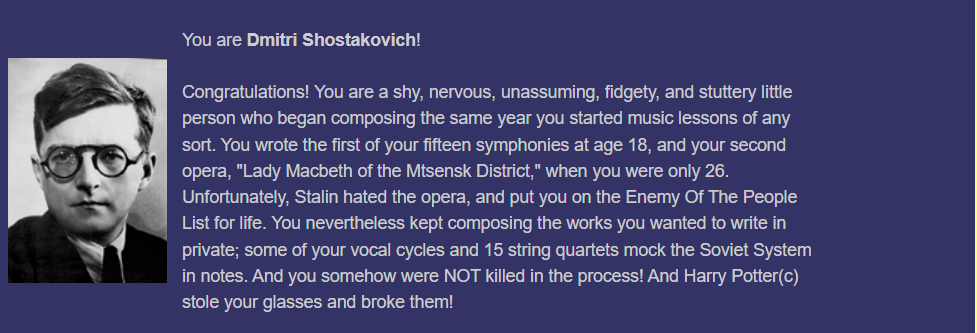 You are Dmitri Shostakovich!
Congratulations! You are a shy, nervous, unassuming, fidgety, and stuttery little
person who began composing the same year you started music lessons of any
sort. You wrote the first of your fifteen symphonies at age 18, and your second
opera, "Lady Macbeth of the Mtsensk District," when you were only 26.
Unfortunately, Stalin hated the opera, and put you on the Enemy Of The People
List for life. You nevertheless kept composing the works you wanted to write in
private; some of your vocal cycles and 15 string quartets mock the Soviet System
in notes. And you somehow were NOT killed in the process! And Harry Potter(c)
stole your glasses and broke them!